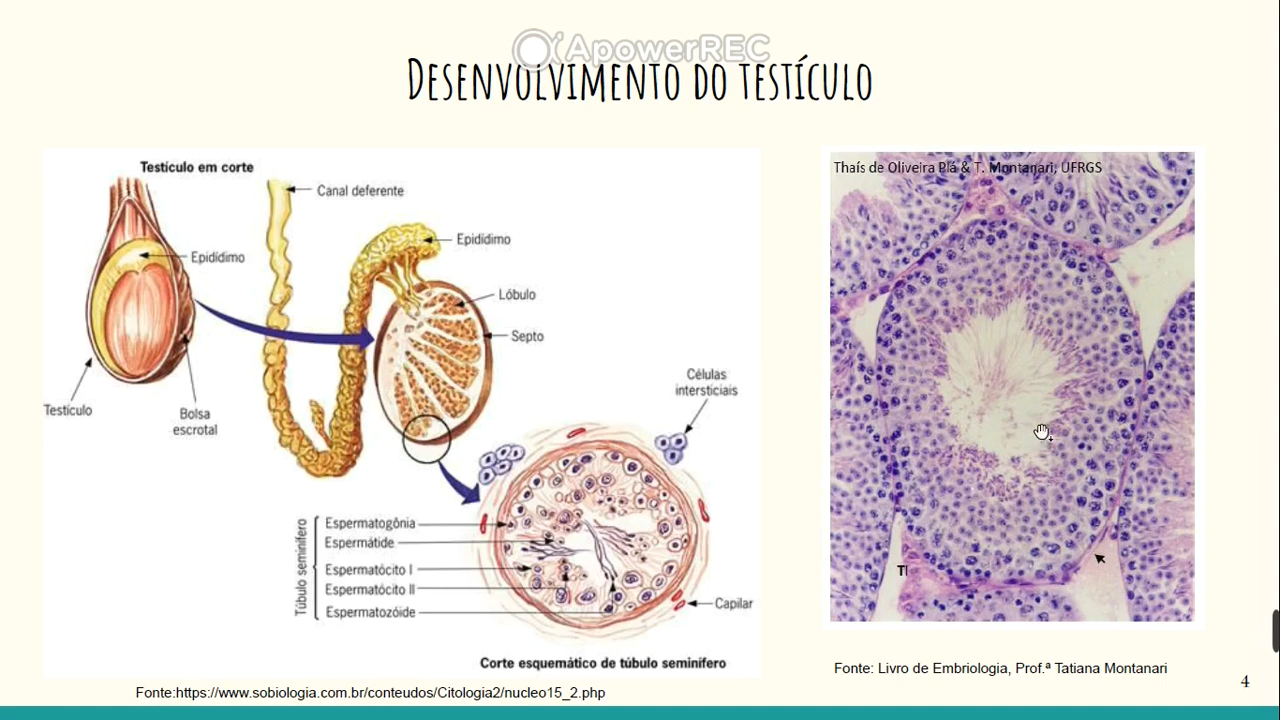 ApowerREC
Desenvolvimento do testículo
Testículo em corte
Canal deferente
Epidídimo
Epidídimo
Lóbulo
Septo
Testículo
Bolsa
escrotal
Células
intersticiais
Túbulo seminífero
Espermatogônia
Espermátide
Espermatócito I
Espermatócito II
Espermatozóide
Capilar
Corte esquemático de túbulo seminífero
Fonte:https://www.sobiologia.com.br/conteudos/Citologia2/nucleo15_2.php
Thaís de Oliveira Plá & T. Montanari, UFRGS
TI
Fonte: Livro de Embriologia, Prof.ª Tatiana Montanari
4